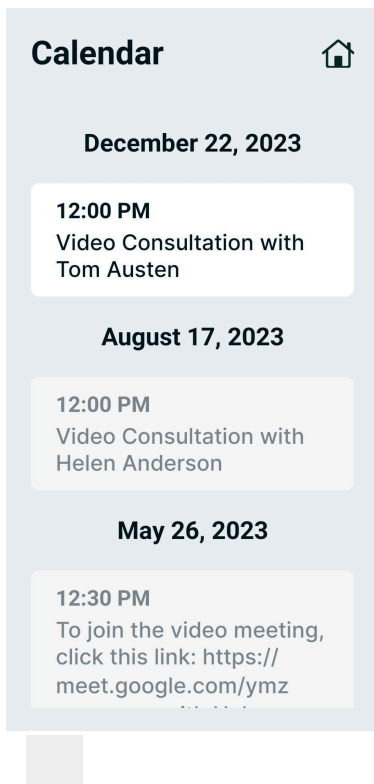 Calendar
December 22, 2023
12:00 PM
Video Consultation with
Tom Austen
August 17, 2023
12:00 PM
Video Consultation with
Helen Anderson
May 26, 2023
12:30 PM
To join the video meeting,
click this link: https://
meet.google.com/ymz